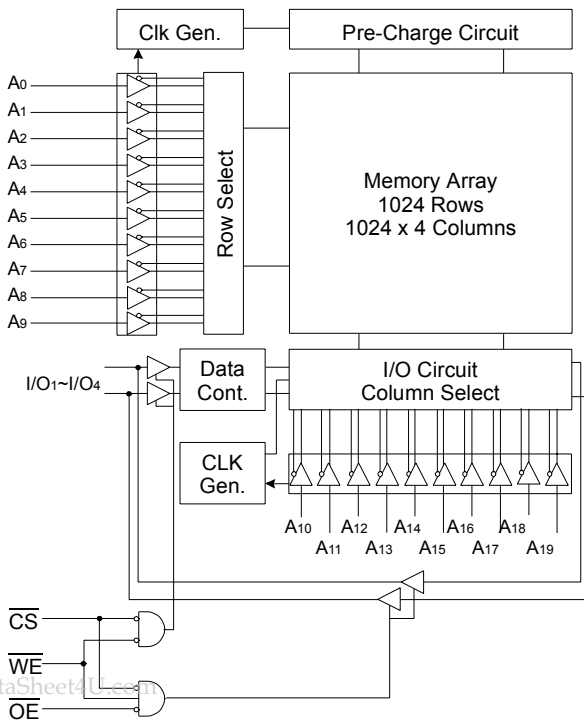 Clk Gen.
Pre-Charge Circuit
A0
A1
A2
A3
A4
A5
A6
A7
A8
A9
Row Select
Memory Array
1024 Rows
1024 x 4 Columns
I/O1~I/O4
Data
Cont.
I/O Circuit
Column Select
CLK
Gen.
A10 A12 A14 A16 A18
A11 A13 A15 A17 A19
CS
WE
taSheet4U.com
OE